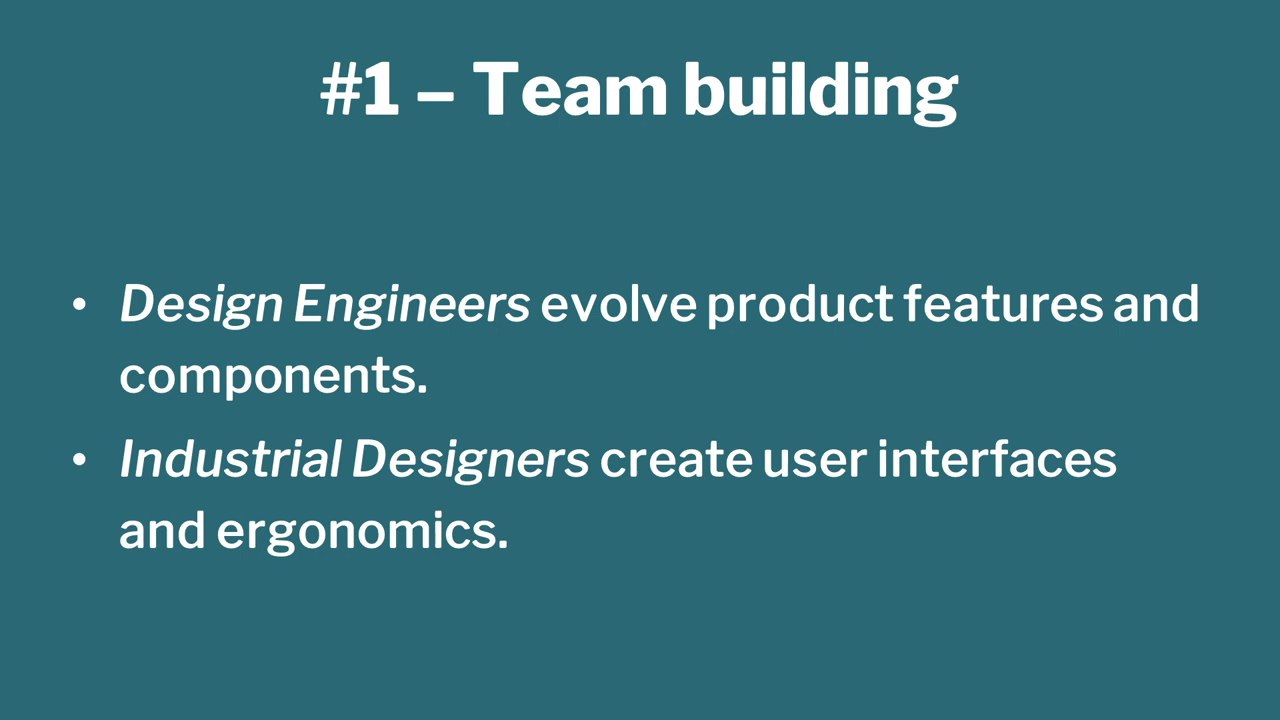 #1 – Team building
• Design Engineers evolve product features and
components.
• Industrial Designers create user interfaces
and ergonomics.